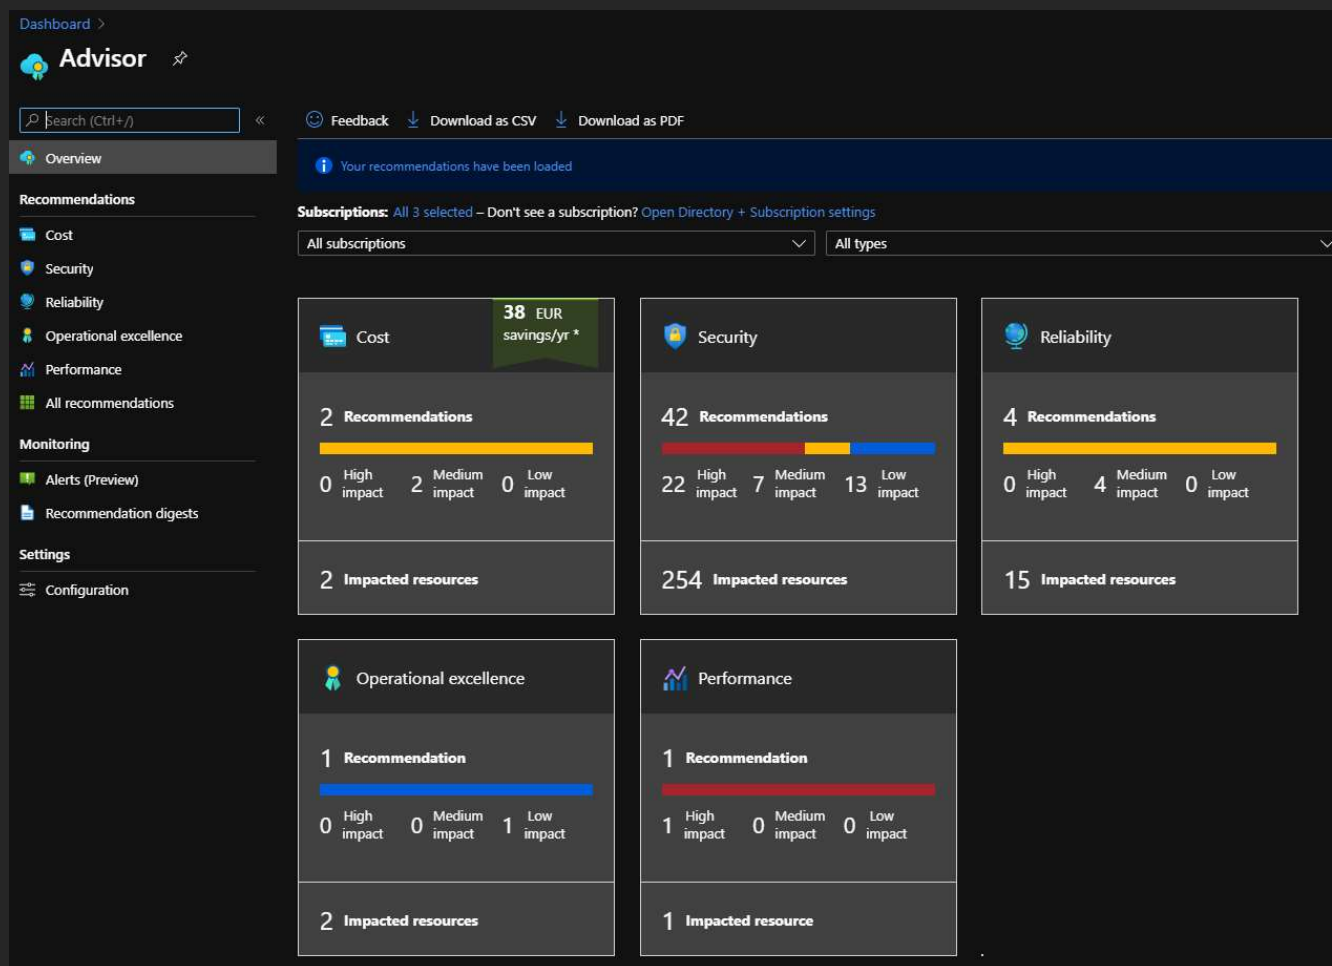 Dashboard >
Advisor
Search (Ctrl+/)
«
Overview
Recommendations
Cost
Security
Reliability
Operational excellence
Performance
All recommendations
Monitoring
Alerts (Preview)
Recommendation digests
Settings
Configuration
Feedback Download as CSV Download as PDF
Your recommendations have been loaded
Subscriptions: All 3 selected – Don't see a subscription? Open Directory + Subscription settings
All subscriptions All types
Cost
38 EUR
savings/yr *
2 Recommendations
0 High impact 2 Medium impact 0 Low impact
2 Impacted resources
Security
42 Recommendations
22 High impact 7 Medium impact 13 Low impact
254 Impacted resources
Reliability
4 Recommendations
0 High impact 4 Medium impact 0 Low impact
15 Impacted resources
Operational excellence
1 Recommendation
0 High impact 0 Medium impact 1 Low impact
2 Impacted resources
Performance
1 Recommendation
1 High impact 0 Medium impact 0 Low impact
1 Impacted resource